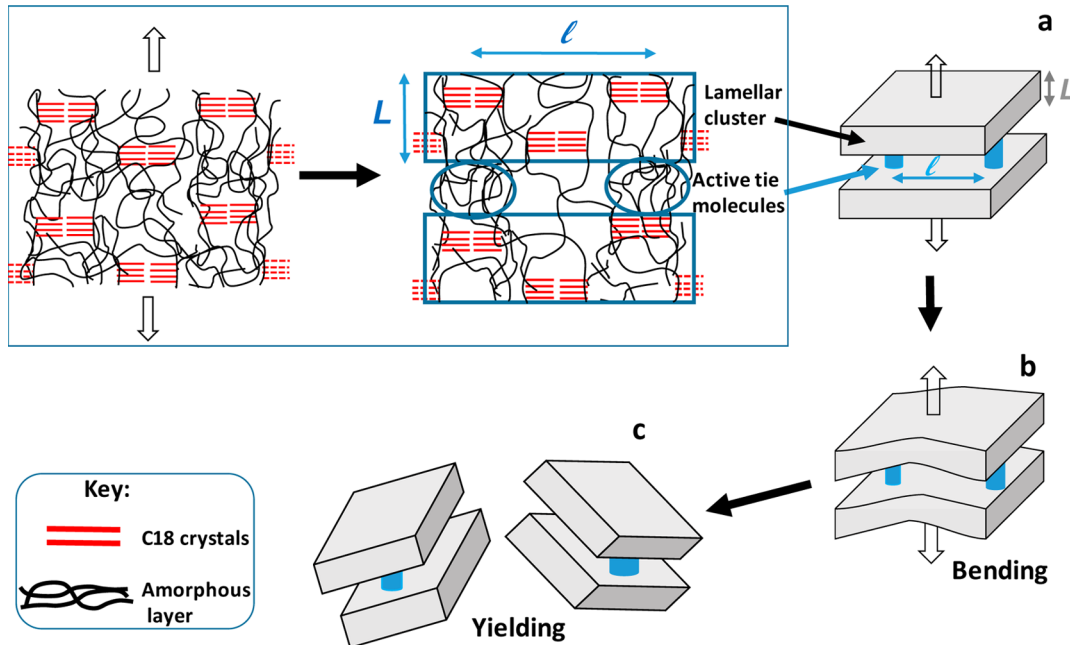 a
ℓ
L
Lamellar
cluster
L
Active tie
molecules
ℓ
b
c
Key:
C18 crystals
Amorphous
layer
Yielding
Bending